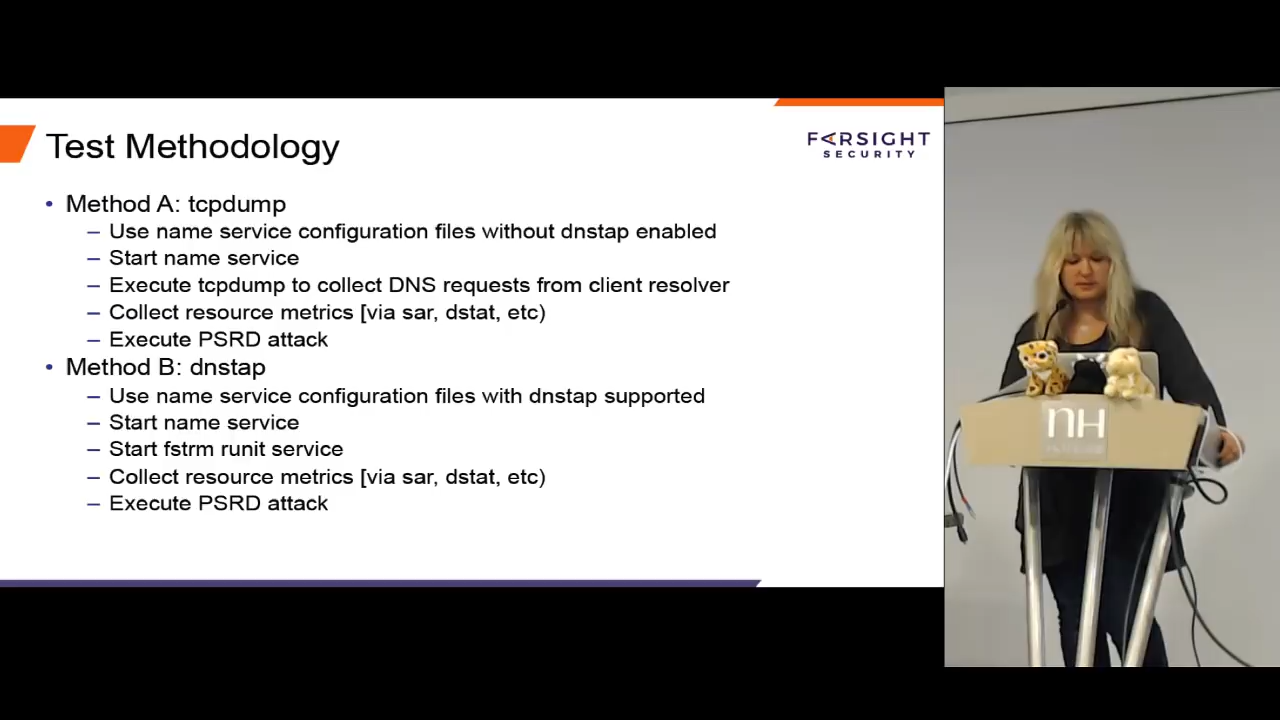 Test Methodology
FARSIGHT
SECURITY
• Method A: tcpdump
– Use name service configuration files without dnstap enabled
– Start name service
– Execute tcpdump to collect DNS requests from client resolver
– Collect resource metrics [via sar, dstat, etc)
– Execute PSRD attack
• Method B: dnstap
– Use name service configuration files with dnstap supported
– Start name service
– Start fstrm runit service
– Collect resource metrics [via sar, dstat, etc)
– Execute PSRD attack
nH